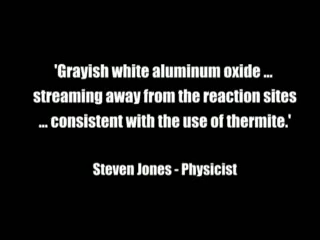 'Grayish white aluminum oxide ...
streaming away from the reaction sites
... consistent with the use of thermite.'
Steven Jones - Physicist